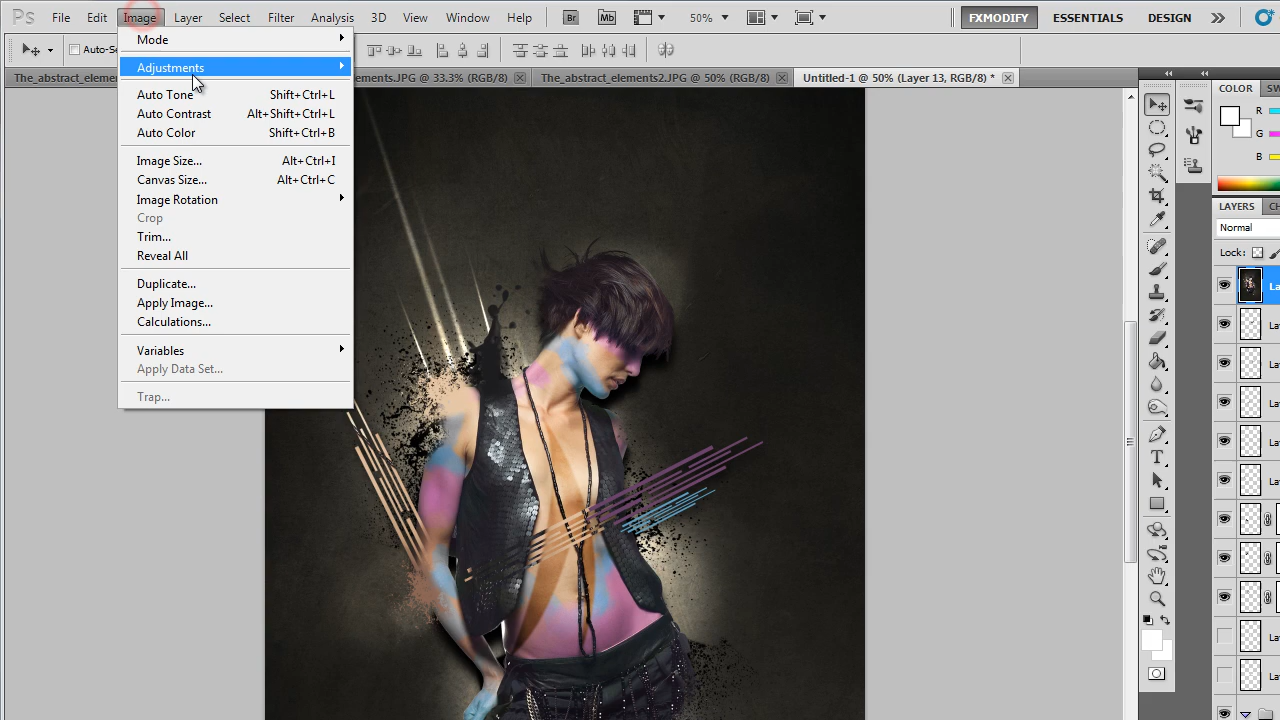 Ps File Edit Image Layer Select Filter Analysis 3D View Window Help Br Mb 50% FXMODIFY ESSENTIALS DESIGN
Auto-Se
The_abstract_eleme
ements.JPG @ 33.3% (RGB/8)
The_abstract_elements2.JPG @ 50% (RGB/8)
Untitled-1 @ 50% (Layer 13, RGB/8) *
Mode
Adjustments
Auto Tone Shift+Ctrl+L
Auto Contrast Alt+Shift+Ctrl+L
Auto Color Shift+Ctrl+B
Image Size... Alt+Ctrl+I
Canvas Size... Alt+Ctrl+C
Image Rotation
Crop
Trim...
Reveal All
Duplicate...
Apply Image...
Calculations...
Variables
Apply Data Set...
Trap...
COLOR SW
R
G
B
LAYERS CH
Normal
Lock:
La
La
La
La
La
La
La
La
La
La
La